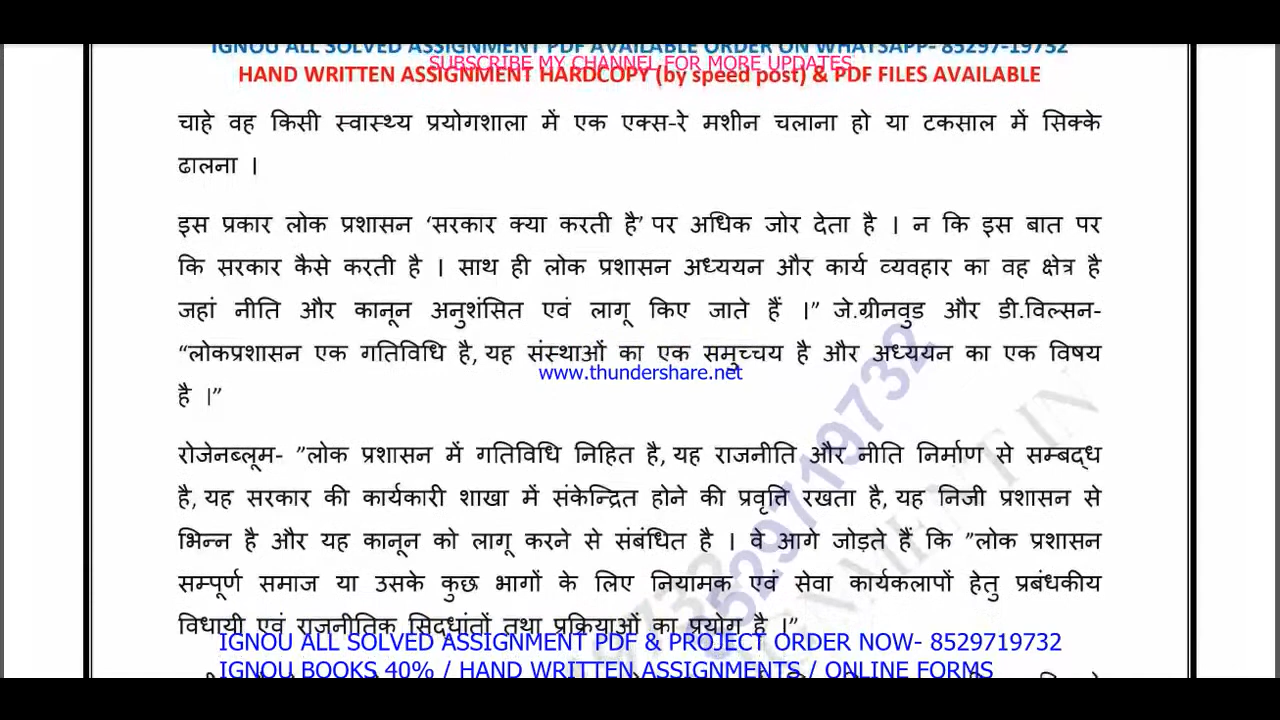 IGNOU ALL SOLVED ASSIGNMENT PDF AVAILABLE ORDER ON WHATSAPP- 85297-19732
SUBSCRIBE MY CHANNEL FOR MORE UPDATES
HAND WRITTEN ASSIGNMENT HARDCOPY (by speed post) & PDF FILES AVAILABLE
चाहे वह किसी स्वास्थ्य प्रयोगशाला में एक एक्स-रे मशीन चलाना हो या टकसाल में सिक्के
ढालना ।
इस प्रकार लोक प्रशासन ‘सरकार क्या करती है’ पर अधिक जोर देता है । न कि इस बात पर
कि सरकार कैसे करती है । साथ ही लोक प्रशासन अध्ययन और कार्य व्यवहार का वह क्षेत्र है
जहां नीति और कानून अनुशंसित एवं लागू किए जाते हैं ।” जे.ग्रीनवुड और डी.विल्सन-
“लोकप्रशासन एक गतिविधि है, यह संस्थाओं का एक समुच्चय है और अध्ययन का एक विषय
www.thundershare.net
है ।”
रोजेनब्लूम- ”लोक प्रशासन में गतिविधि निहित है, यह राजनीति और नीति निर्माण से सम्बद्ध
है, यह सरकार की कार्यकारी शाखा में संकेन्द्रित होने की प्रवृत्ति रखता है, यह निजी प्रशासन से
भिन्न है और यह कानून को लागू करने से संबंधित है । वे आगे जोड़ते हैं कि ”लोक प्रशासन
सम्पूर्ण समाज या उसके कुछ भागों के लिए नियामक एवं सेवा कार्यकलापों हेतु प्रबंधकीय
विधायी एवं राजनीतिक सिद्धांतों तथा प्रक्रियाओं का प्रयोग है ।”
IGNOU ALL SOLVED ASSIGNMENT PDF & PROJECT ORDER NOW- 8529719732
IGNOU BOOKS 40% / HAND WRITTEN ASSIGNMENTS / ONLINE FORMS
8529719732